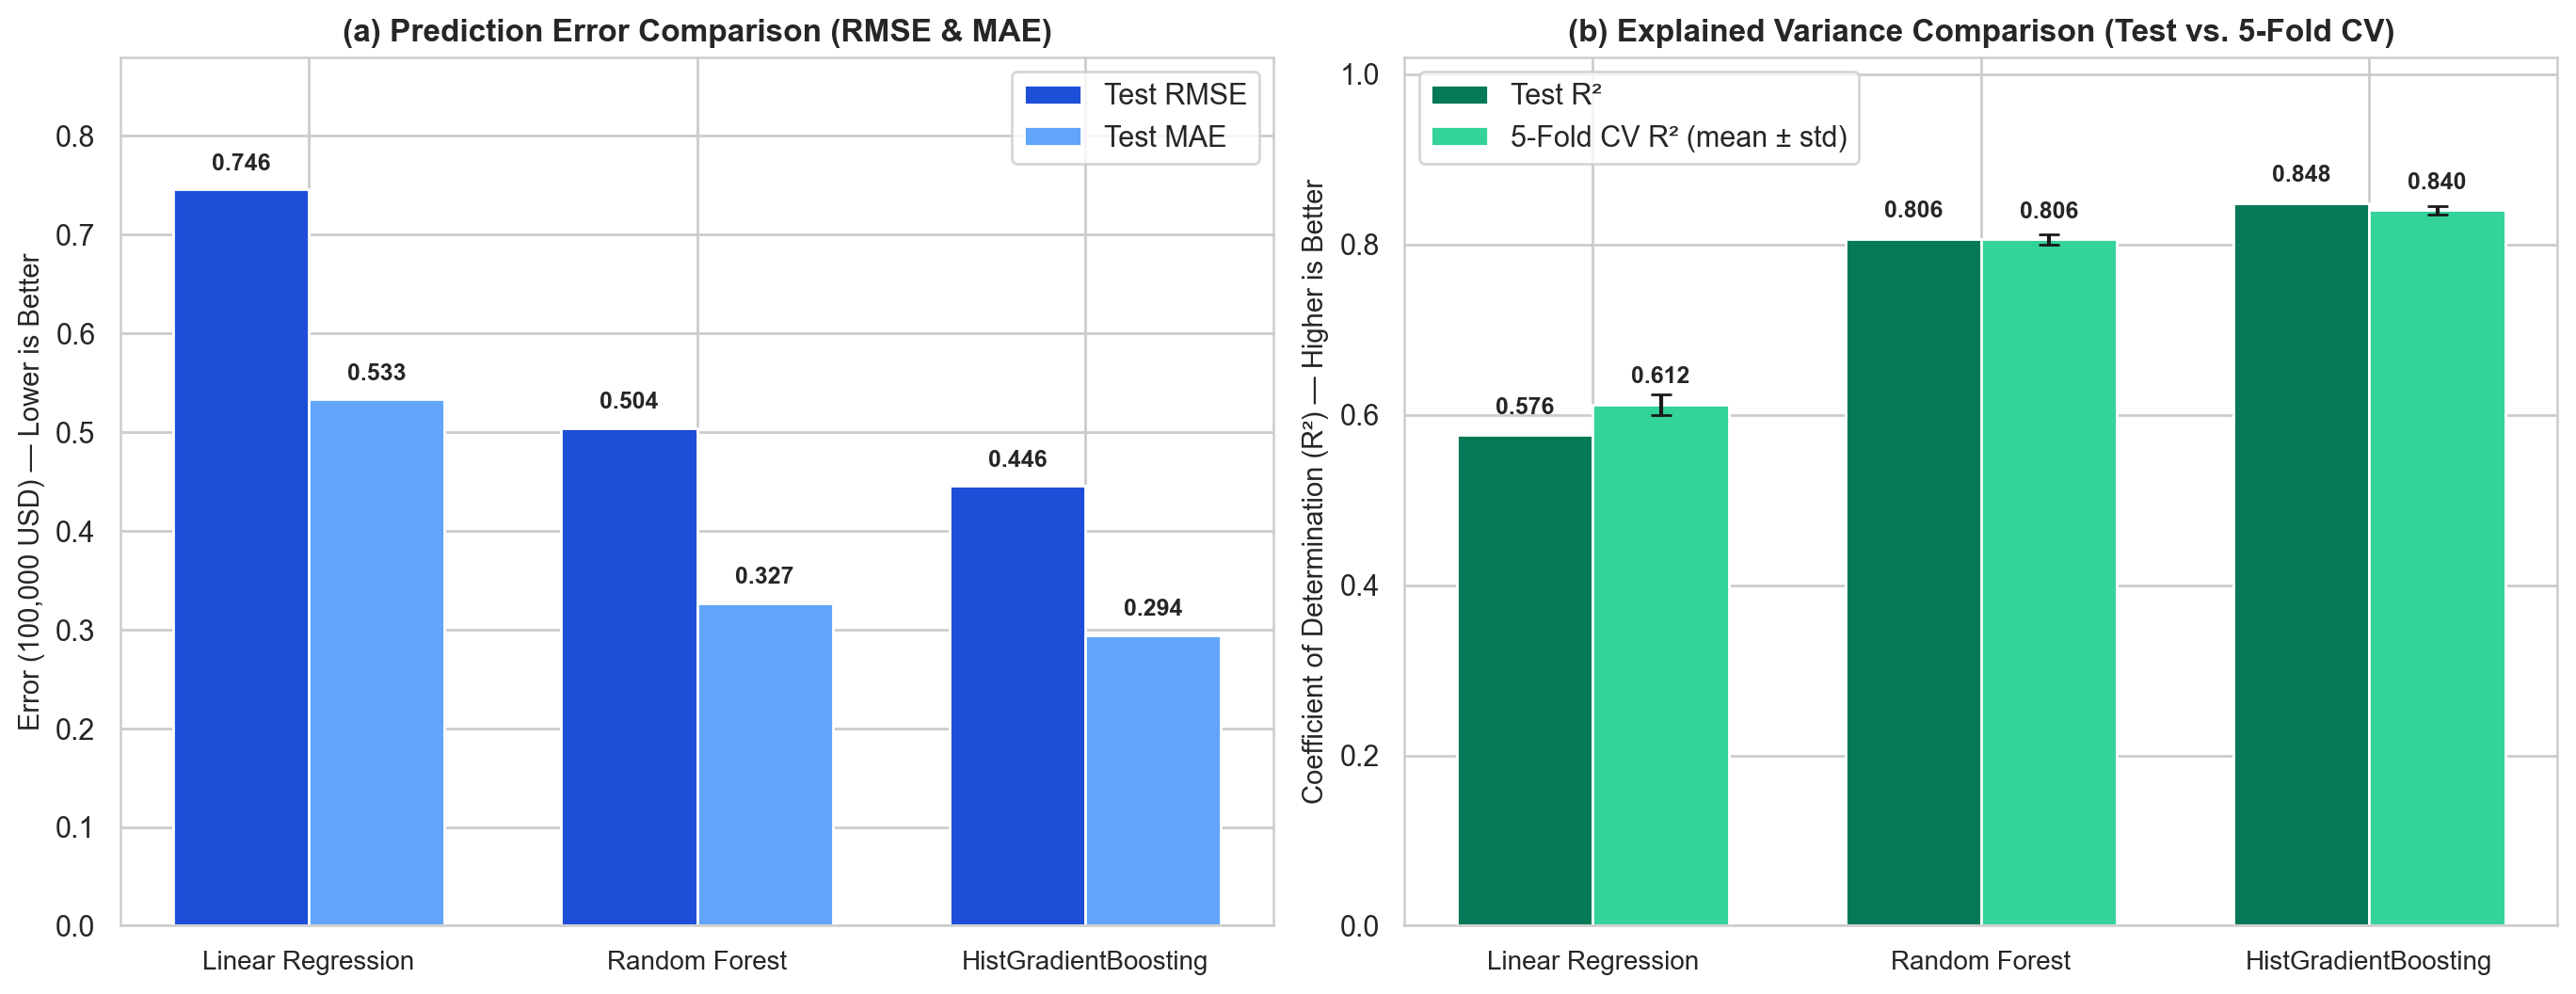 (a) Prediction Error Comparison (RMSE & MAE)
Error (100,000 USD) — Lower is Better
0.8
0.7
0.6
0.5
0.4
0.3
0.2
0.1
0.0
Test RMSE
Test MAE
0.746
0.533
0.504
0.327
0.446
0.294
Linear Regression
Random Forest
HistGradientBoosting
(b) Explained Variance Comparison (Test vs. 5-Fold CV)
Coefficient of Determination (R²) — Higher is Better
1.0
0.8
0.6
0.4
0.2
0.0
Test R²
5-Fold CV R² (mean ± std)
0.576
0.612
0.806
0.806
0.848
0.840
Linear Regression
Random Forest
HistGradientBoosting